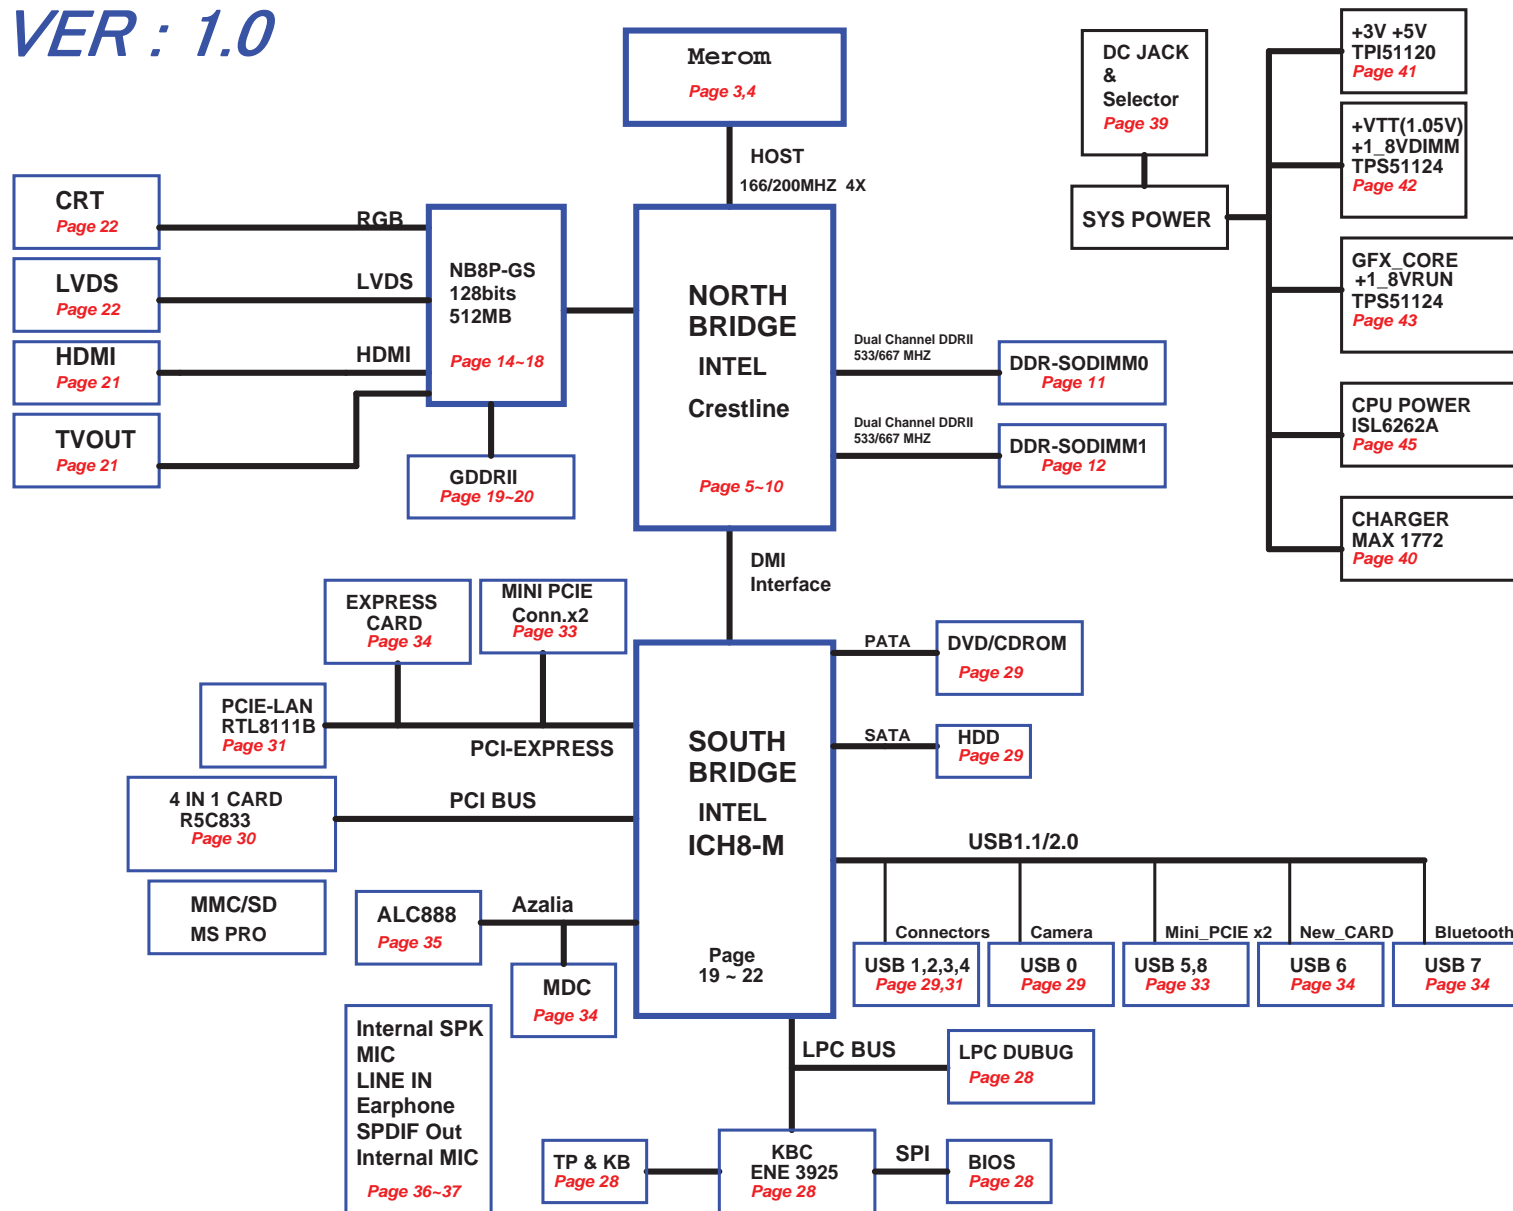 VER : 1.0
Merom
Page 3,4
HOST
166/200MHZ 4X
DC JACK
&
Selector
Page 39
SYS POWER
+3V +5V
TPI51120
Page 41
+VTT(1.05V)
+1_8VDIMM
TPS51124
Page 42
GFX_CORE
+1_8VRUN
TPS51124
Page 43
CPU POWER
ISL6262A
Page 45
CHARGER
MAX 1772
Page 40
CRT
Page 22
RGB
LVDS
Page 22
LVDS
HDMI
Page 21
HDMI
TVOUT
Page 21
NB8P-GS
128bits
512MB
Page 14~18
GDDRII
Page 19~20
NORTH
BRIDGE
INTEL
Crestline
Page 5~10
Dual Channel DDRII
533/667 MHZ
DDR-SODIMM0
Page 11
Dual Channel DDRII
533/667 MHZ
DDR-SODIMM1
Page 12
DMI
Interface
EXPRESS
CARD
Page 34
MINI PCIE
Conn.x2
Page 33
PCIE-LAN
RTL8111B
Page 31
PCI-EXPRESS
4 IN 1 CARD
R5C833
Page 30
PCI BUS
MMC/SD
MS PRO
ALC888
Page 35
Azalia
MDC
Page 34
Internal SPK
MIC
LINE IN
Earphone
SPDIF Out
Internal MIC
Page 36~37
SOUTH
BRIDGE
INTEL
ICH8-M
Page
19 ~ 22
PATA
DVD/CDROM
Page 29
SATA
HDD
Page 29
USB1.1/2.0
Connectors
USB 1,2,3,4
Page 29,31
Camera
USB 0
Page 29
Mini_PCIE x2
USB 5,8
Page 33
New_CARD
USB 6
Page 34
Bluetooth
USB 7
Page 34
LPC BUS
LPC DUBUG
Page 28
TP & KB
Page 28
KBC
ENE 3925
Page 28
SPI
BIOS
Page 28